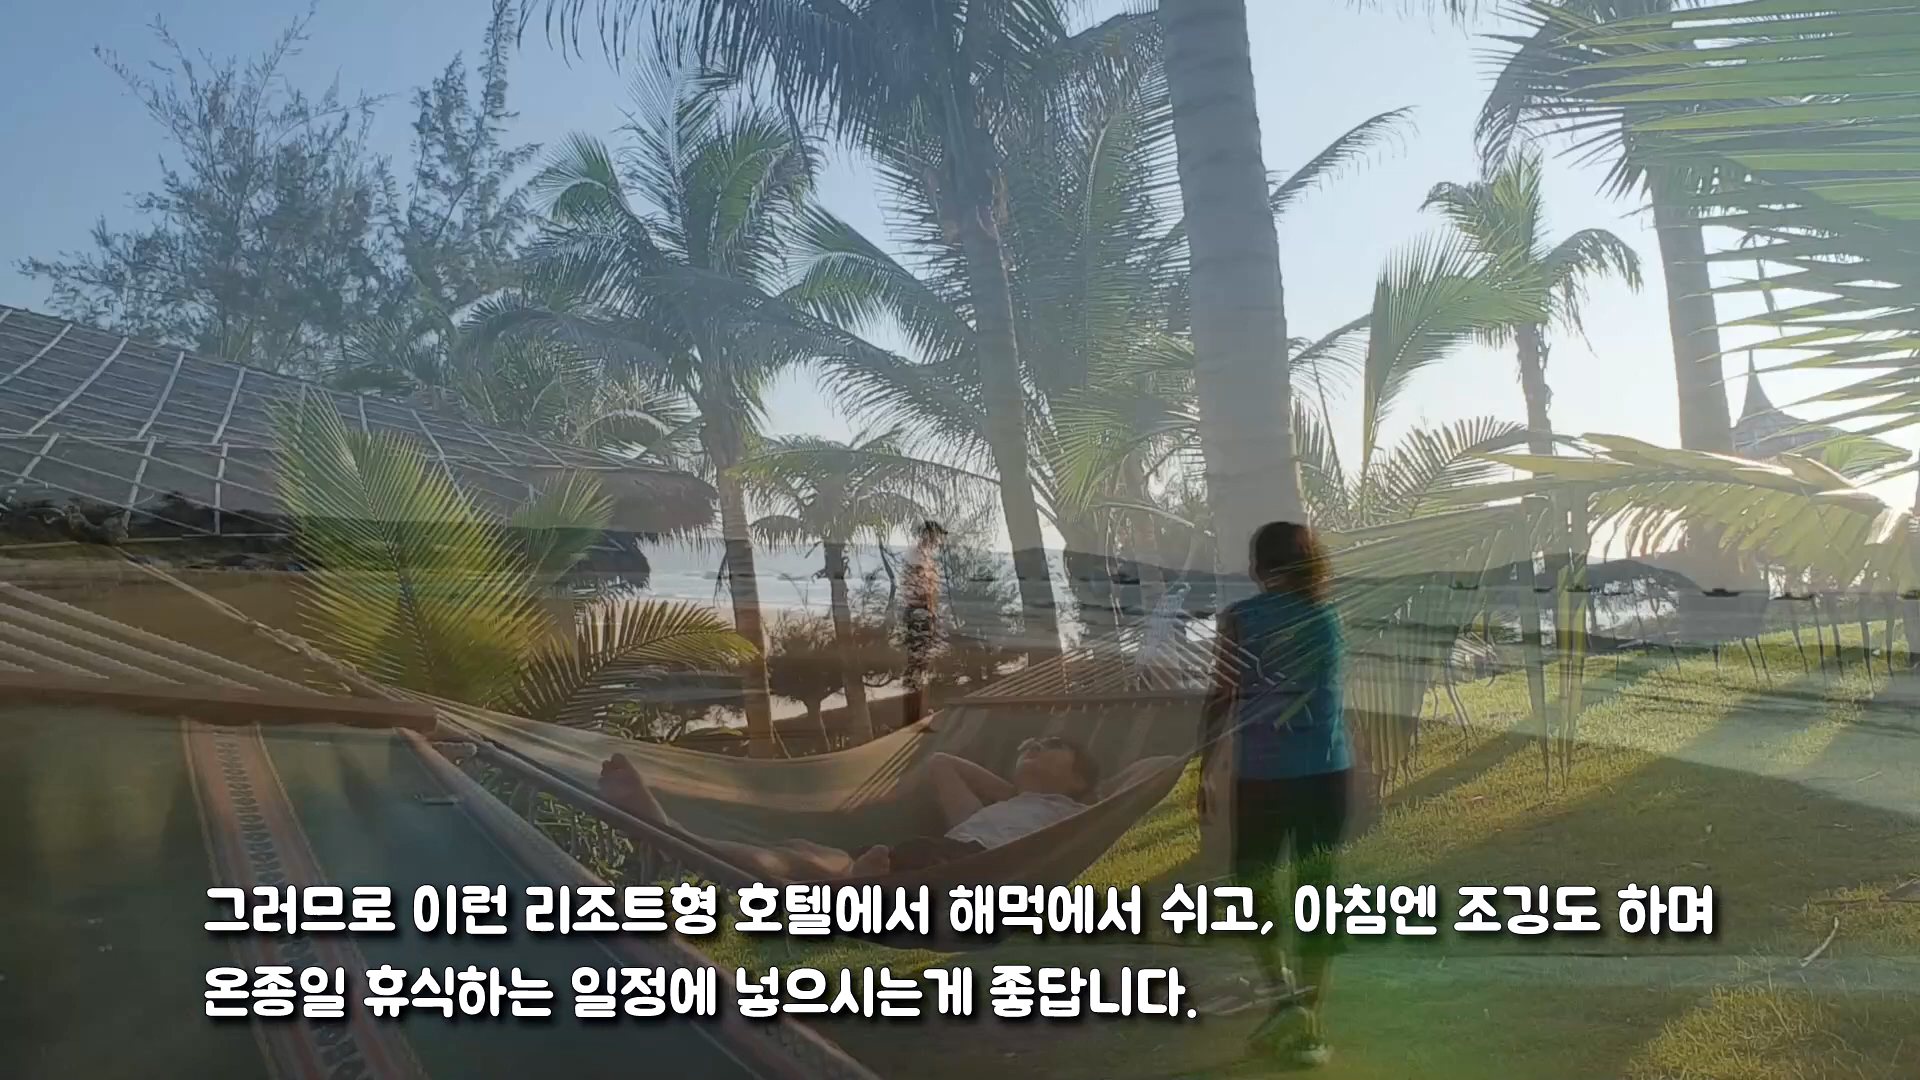 그러므로 이런 리조트형 호텔에서 해먹에서 쉬고, 아침엔 조깅도 하며
온종일 휴식하는 일정에 넣으시는게 좋답니다.